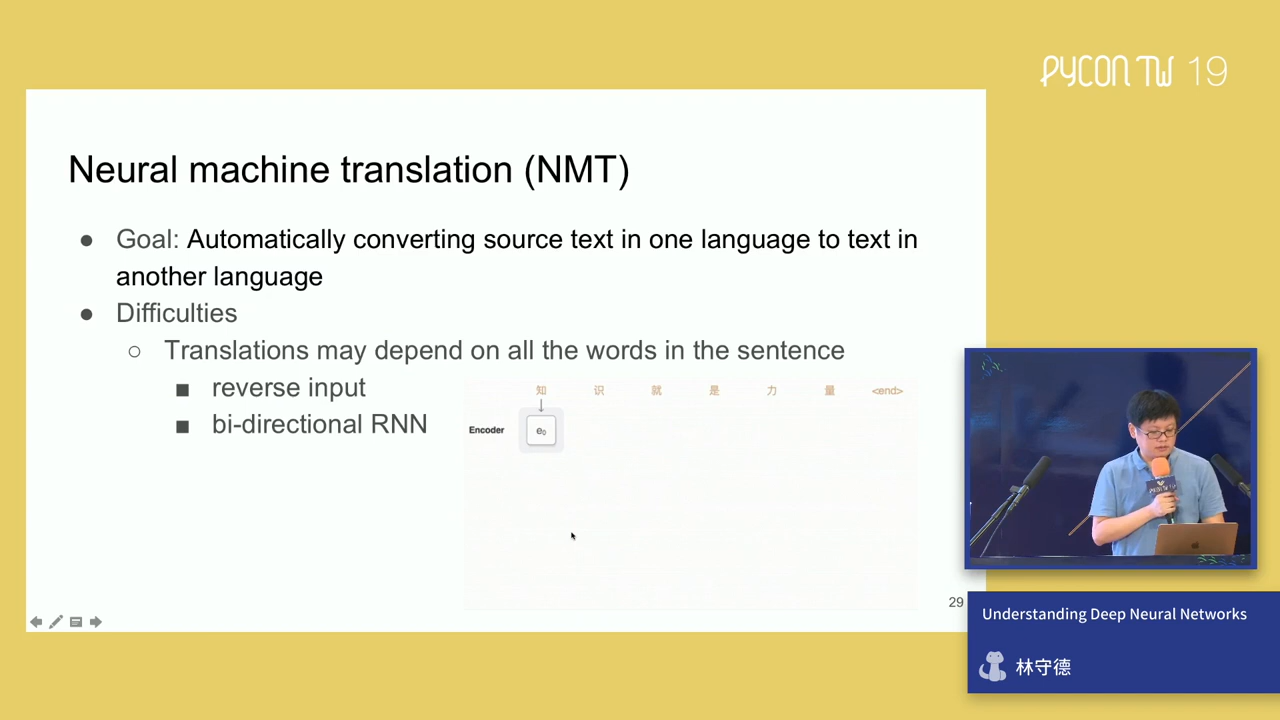 PYCON TW 19
Neural machine translation (NMT)
● Goal: Automatically converting source text in one language to text in
another language
● Difficulties
○ Translations may depend on all the words in the sentence
■ reverse input
■ bi-directional RNN
知 识 就 是 力 量 <end>
Encoder e₀
29
Understanding Deep Neural Networks
林守德